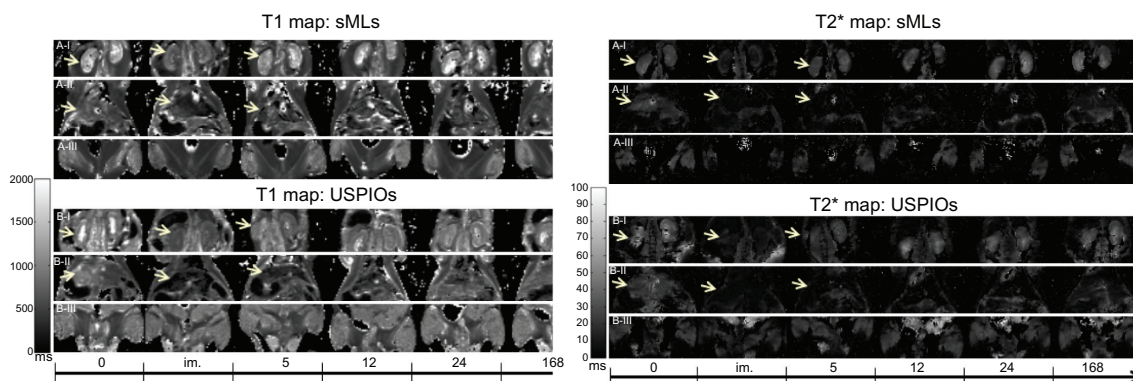 T1 map: sMLs
A-I
A-II
A-III
T1 map: USPIOs
B-I
B-II
B-III
2000
1500
1000
500
0
ms
0 im. 5 12 24 168
T2* map: sMLs
A-I
A-II
A-III
T2* map: USPIOs
B-I
B-II
B-III
100
90
80
70
60
50
40
30
20
10
0
ms
0 im. 5 12 24 168